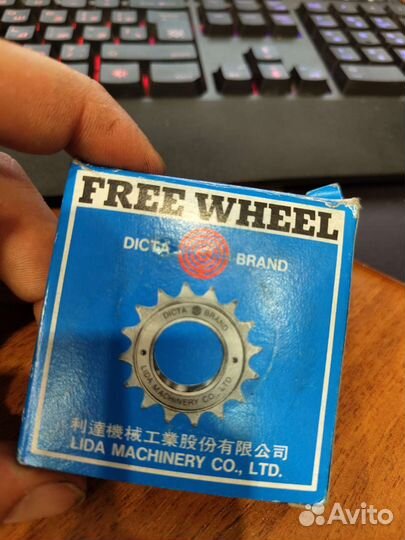 FREE WHEEL
DICTA BRAND
DICTA BRAND
LIDA MACHINERY CO., LTD.
利達機械工業股份有限公司
LIDA MACHINERY CO., LTD.
Avito